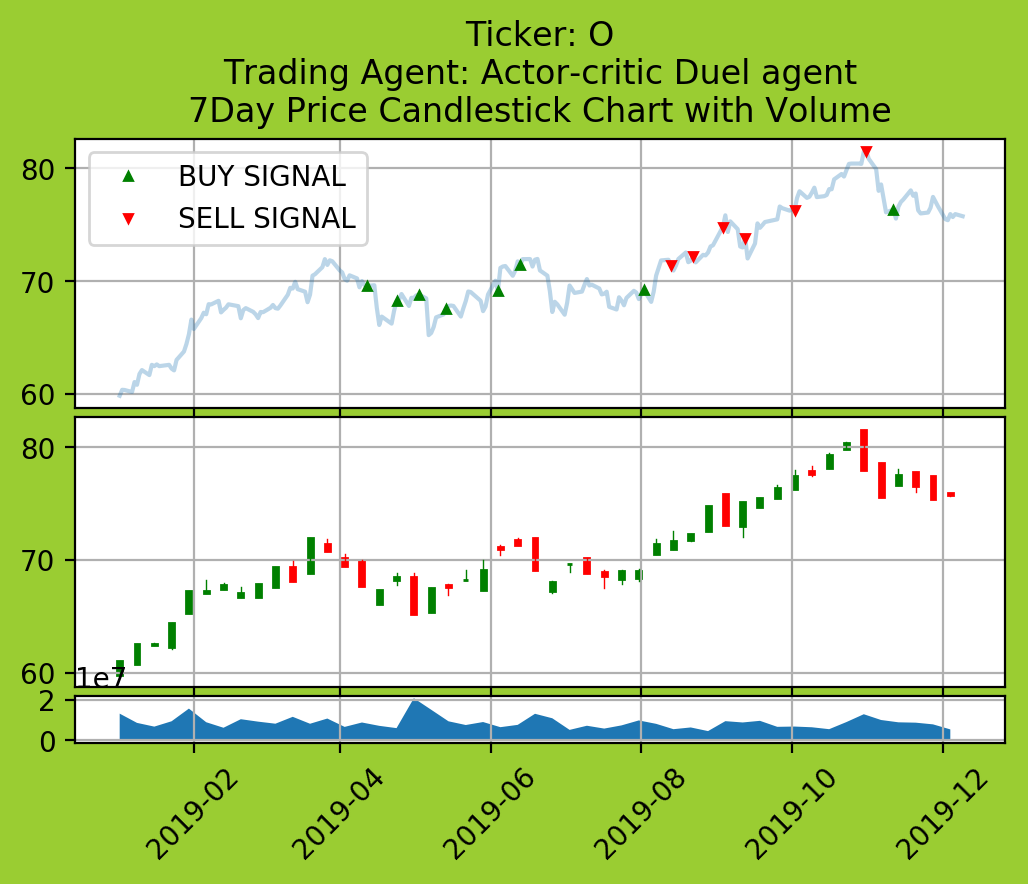 Ticker: O
Trading Agent: Actor-critic Duel agent
7Day Price Candlestick Chart with Volume
BUY SIGNAL
SELL SIGNAL
80
70
60
80
70
60
1e7
2
0
2019-02
2019-04
2019-06
2019-08
2019-10
2019-12